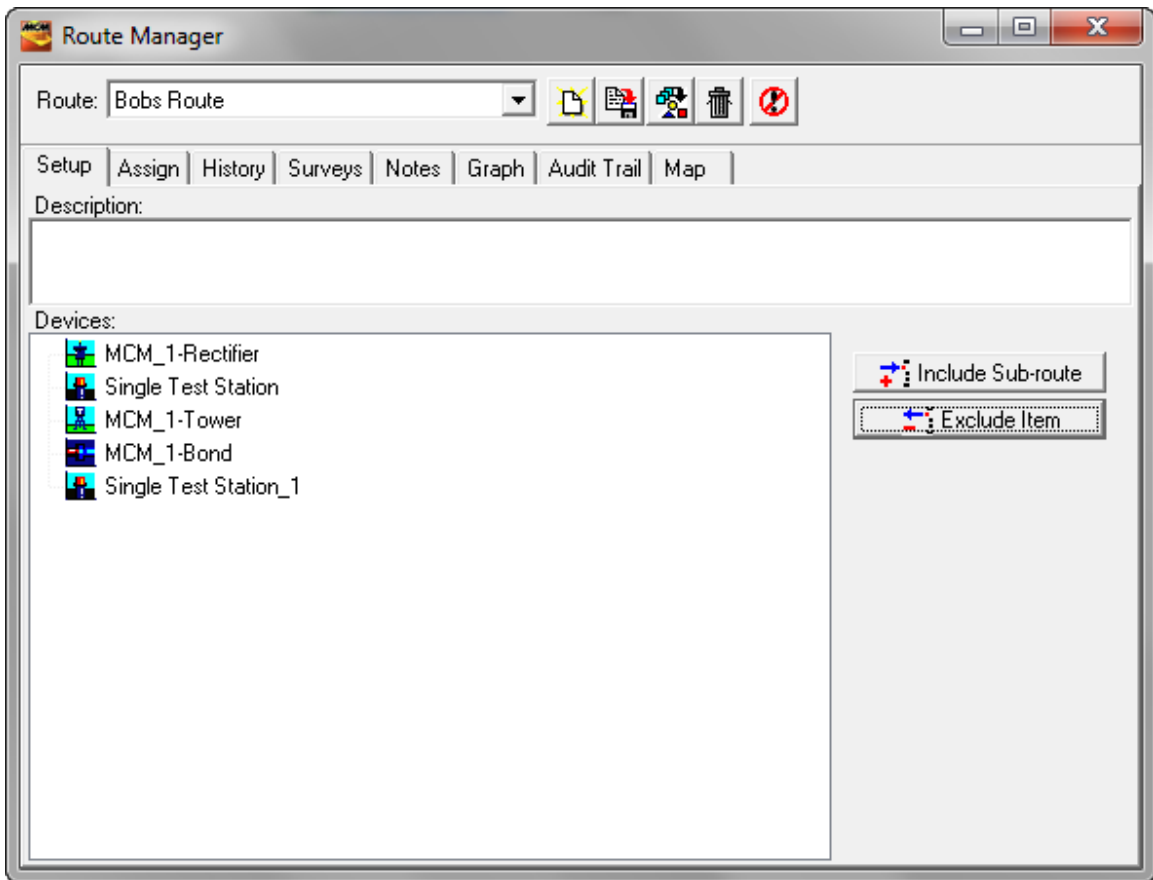 MCM
Route Manager
Route: Bobs Route
Setup Assign History Surveys Notes Graph Audit Trail Map
Description:
Devices:
MCM_1-Rectifier
Single Test Station
MCM_1-Tower
MCM_1-Bond
Single Test Station_1
Include Sub-route
Exclude Item